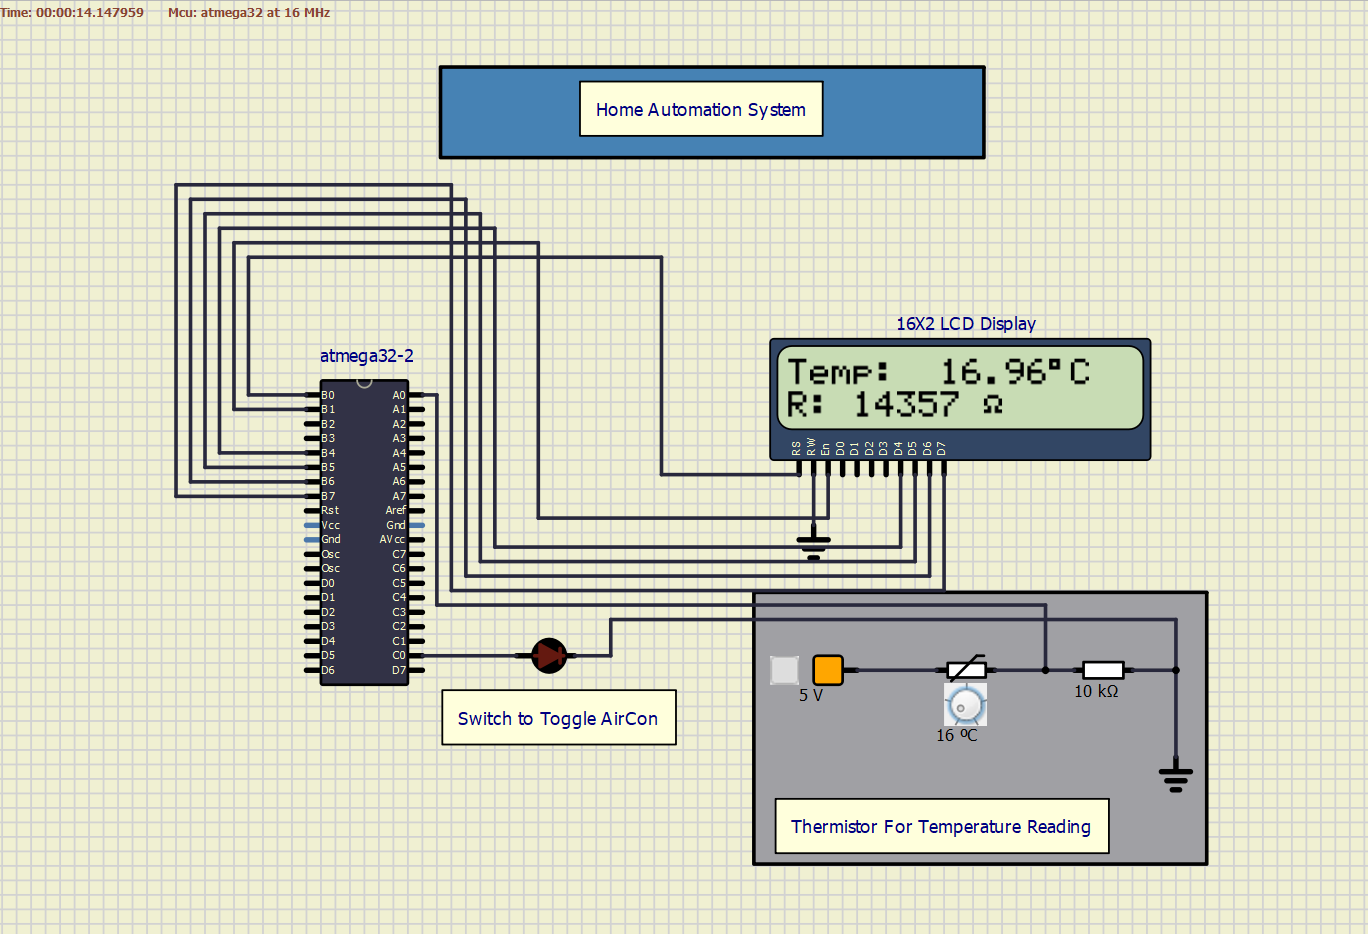 Time: 00:00:14.147959 Mcu: atmega32 at 16 MHz
Home Automation System
16X2 LCD Display
Temp: 16.96°C
R: 14357 Ω
RS RW En D0 D1 D2 D3 D4 D5 D6 D7
atmega32-2
B0 A0
B1 A1
B2 A2
B3 A3
B4 A4
B5 A5
B6 A6
B7 A7
Rst Aref
Vcc Gnd
Gnd AVcc
Osc C7
Osc C6
D0 C5
D1 C4
D2 C3
D3 C2
D4 C1
D5 C0
D6 D7
Switch to Toggle AirCon
5 V
16 ºC
10 kΩ
Thermistor For Temperature Reading